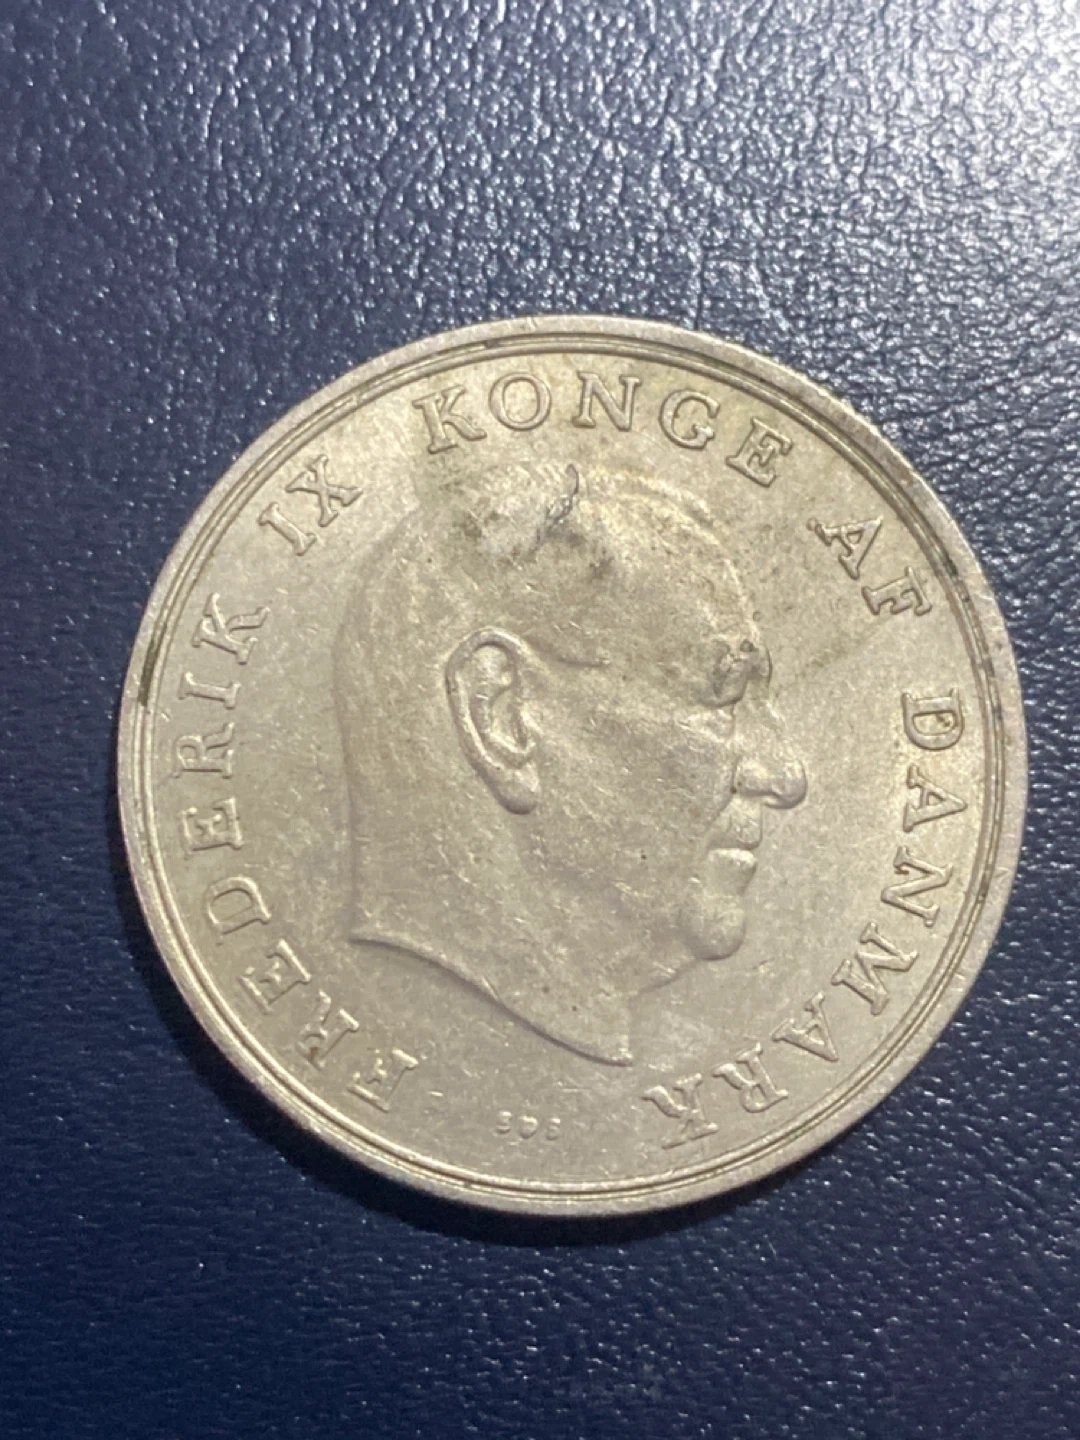 FREDERIK IX KONGE AF DANMARK